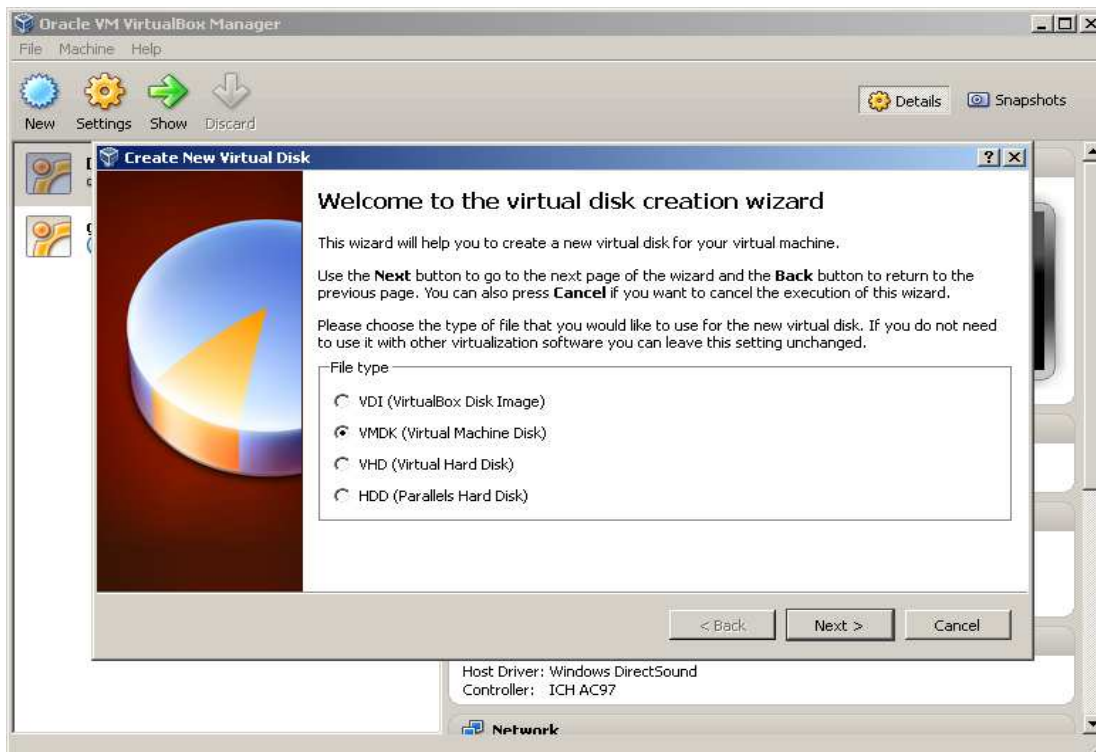 Oracle VM VirtualBox Manager
File Machine Help
New Settings Show Discard
Details Snapshots
Create New Virtual Disk
Welcome to the virtual disk creation wizard
This wizard will help you to create a new virtual disk for your virtual machine.
Use the Next button to go to the next page of the wizard and the Back button to return to the
previous page. You can also press Cancel if you want to cancel the execution of this wizard.
Please choose the type of file that you would like to use for the new virtual disk. If you do not need
to use it with other virtualization software you can leave this setting unchanged.
File type
VDI (VirtualBox Disk Image)
VMDK (Virtual Machine Disk)
VHD (Virtual Hard Disk)
HDD (Parallels Hard Disk)
< Back Next > Cancel
Host Driver: Windows DirectSound
Controller: ICH AC97
Network